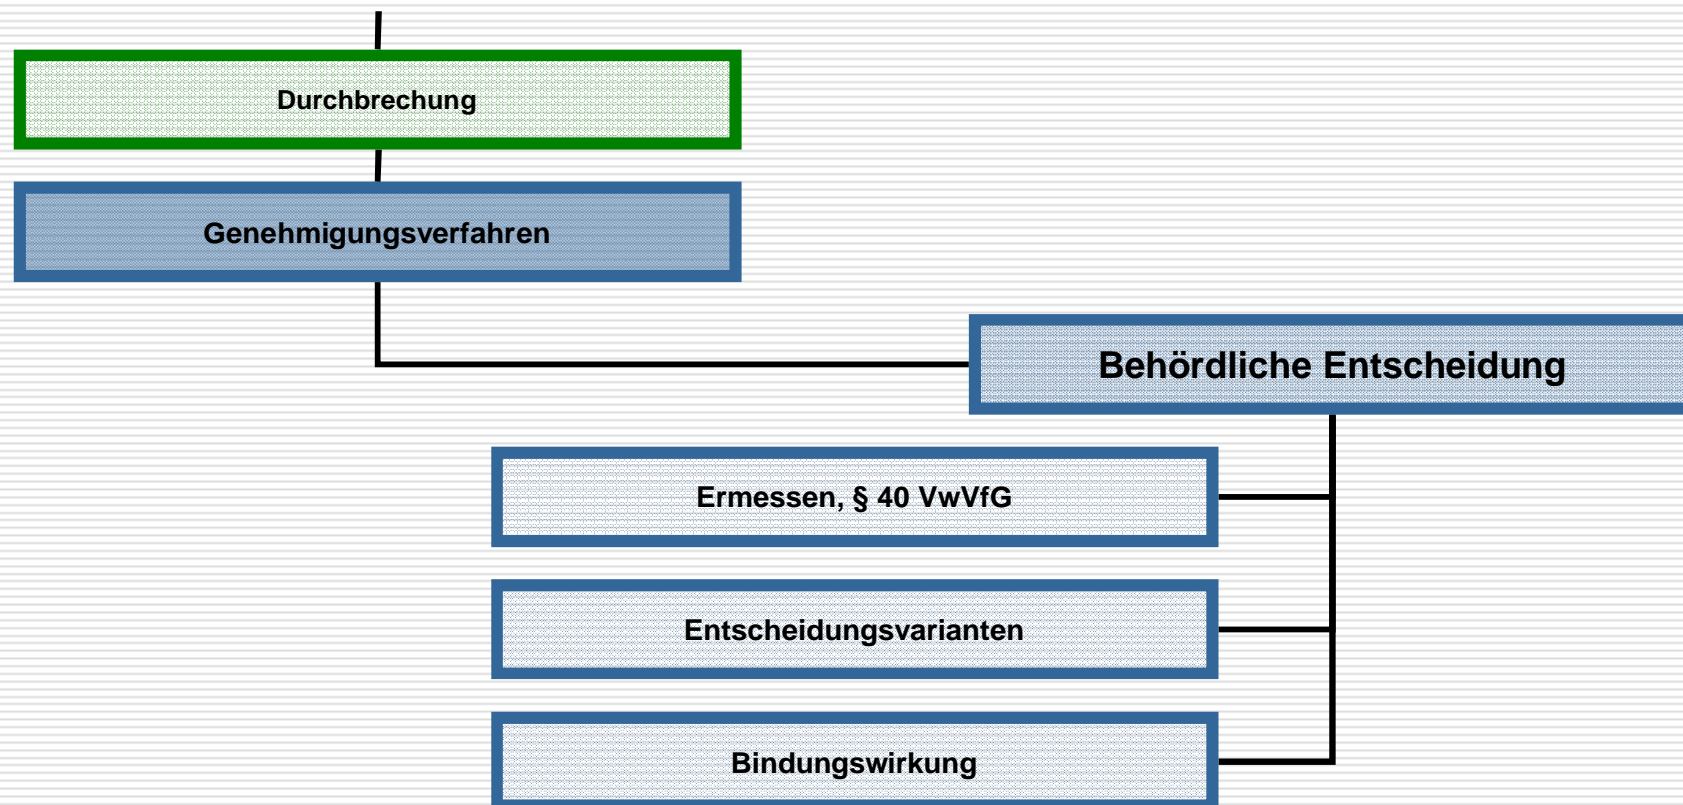 Durchbrechung
Genehmigungsverfahren
Behördliche Entscheidung
Ermessen, § 40 VwVfG
Entscheidungsvarianten
Bindungswirkung